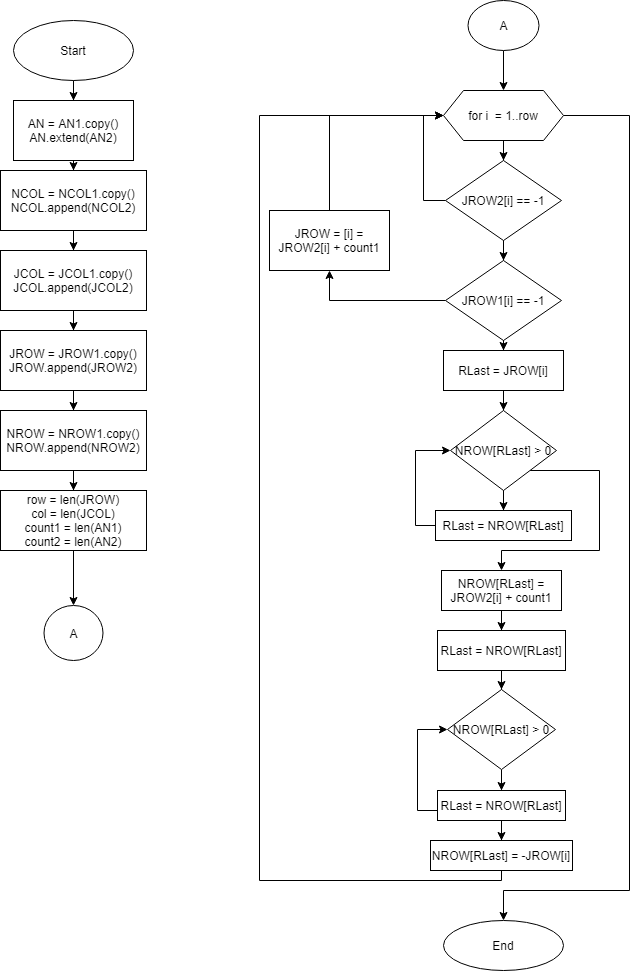 Start
AN = AN1.copy()
AN.extend(AN2)
NCOL = NCOL1.copy()
NCOL.append(NCOL2)
JCOL = JCOL1.copy()
JCOL.append(JCOL2)
JROW = JROW1.copy()
JROW.append(JROW2)
NROW = NROW1.copy()
NROW.append(NROW2)
row = len(JROW)
col = len(JCOL)
count1 = len(AN1)
count2 = len(AN2)
A
A
for i = 1..row
JROW2[i] == -1
JROW = [i] =
JROW2[i] + count1
JROW1[i] == -1
RLast = JROW[i]
NROW[RLast] > 0
RLast = NROW[RLast]
NROW[RLast] =
JROW2[i] + count1
RLast = NROW[RLast]
NROW[RLast] > 0
RLast = NROW[RLast]
NROW[RLast] = -JROW[i]
End